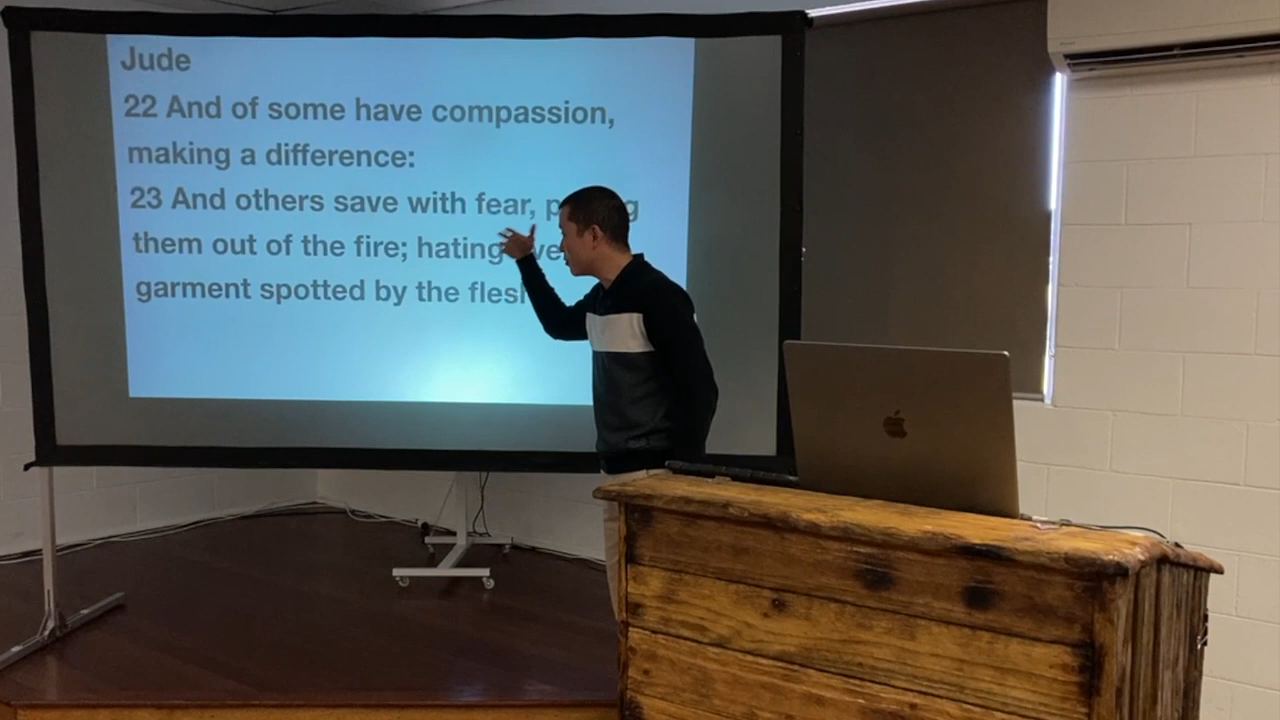 Jude
22 And of some have compassion,
making a difference:
23 And others save with fear,
them out of the fire; hating
garment spotted by the